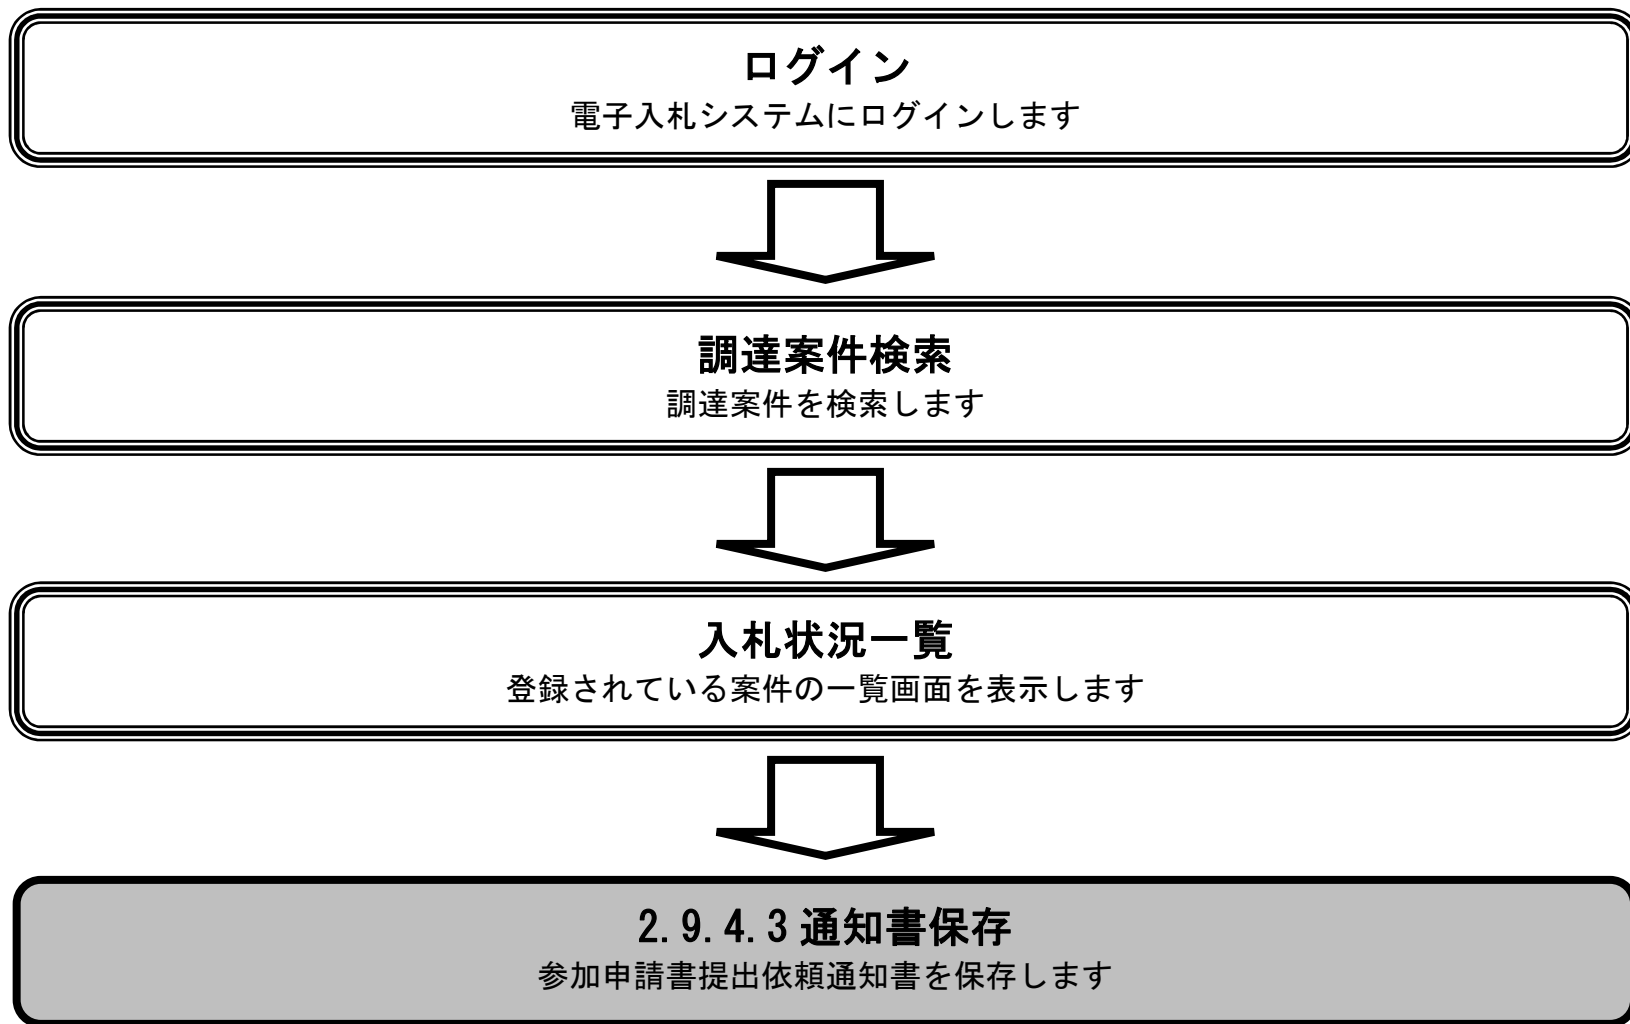 ログイン
電子入札システムにログインします
調達案件検索
調達案件を検索します
入札状況一覧
登録されている案件の一覧画面を表示します
2.9.4.3 通知書保存
参加申請書提出依頼通知書を保存します